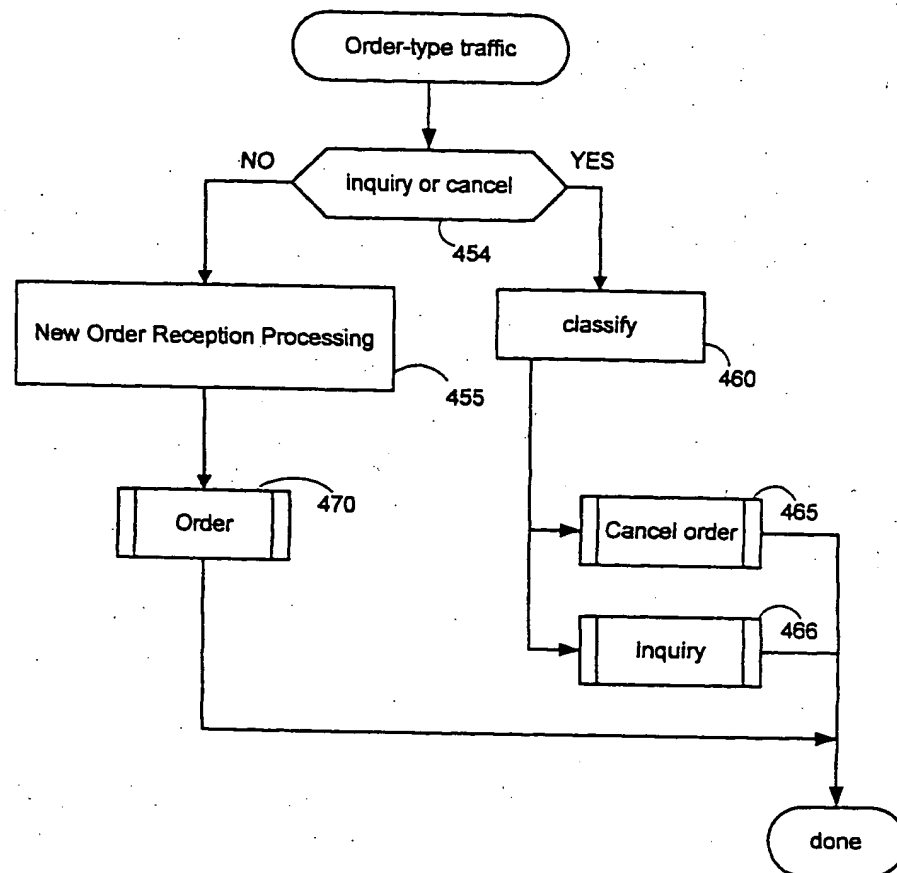 Order-type traffic
NO
YES
inquiry or cancel
454
New Order Reception Processing
455
classify
460
470
Order
465
Cancel order
466
inquiry
done